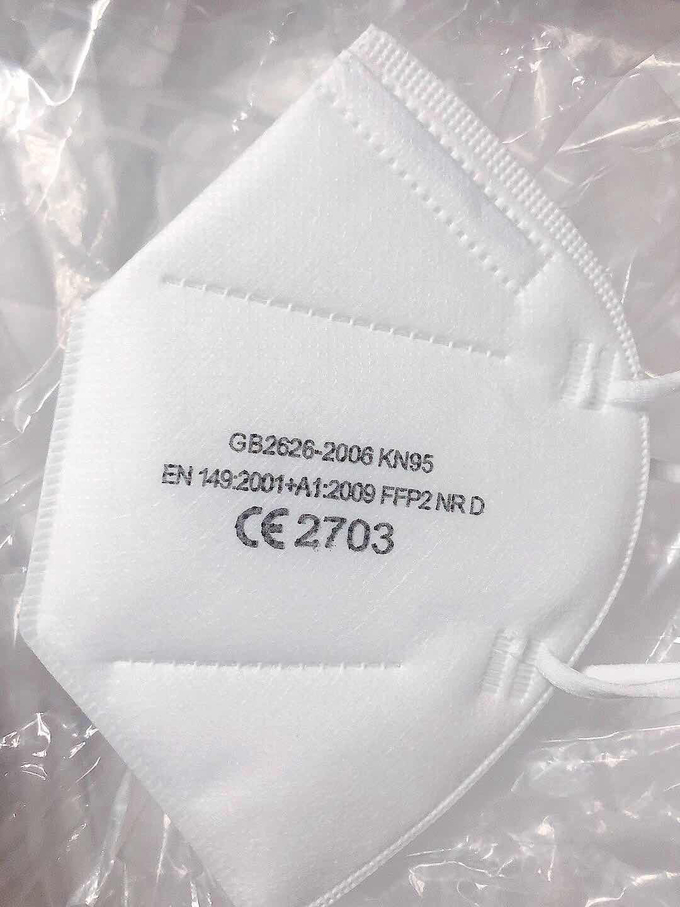 GB2626-2006 KN95
EN 149:2001+A1:2009 FFP2 NR D
CE 2703